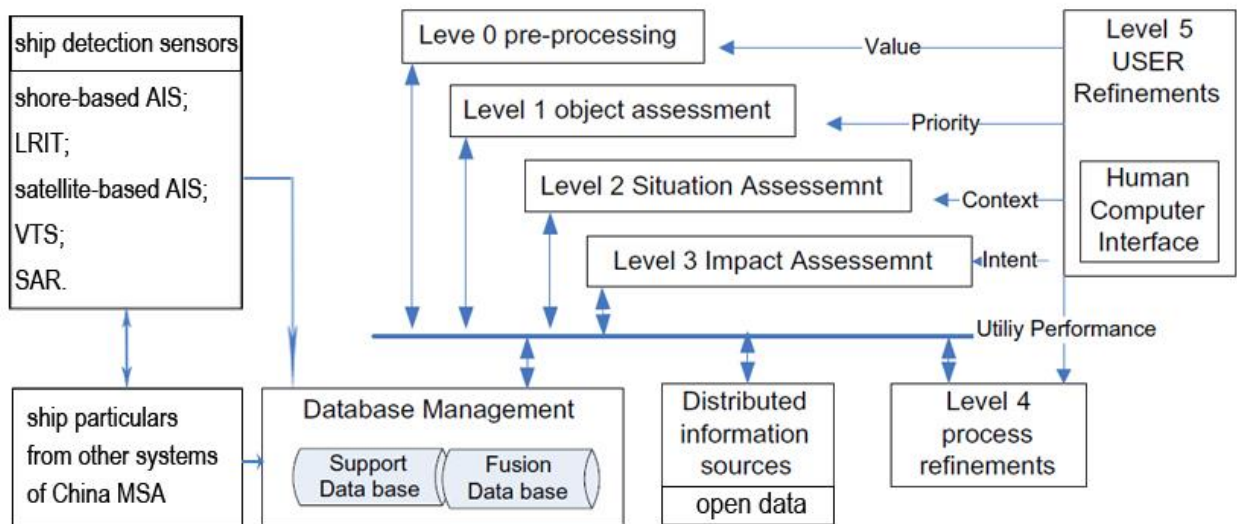 ship detection sensors
shore-based AIS;
LRIT;
satellite-based AIS;
VTS;
SAR.
ship particulars
from other systems
of China MSA
Leve 0 pre-processing
Level 1 object assessment
Level 2 Situation Assessemnt
Level 3 Impact Assessemnt
Value
Priority
Context
Intent
Level 5
USER
Refinements
Human
Computer
Interface
Utiliy Performance
Database Management
Support
Data base
Fusion
Data base
Distributed
information
sources
open data
Level 4
process
refinements